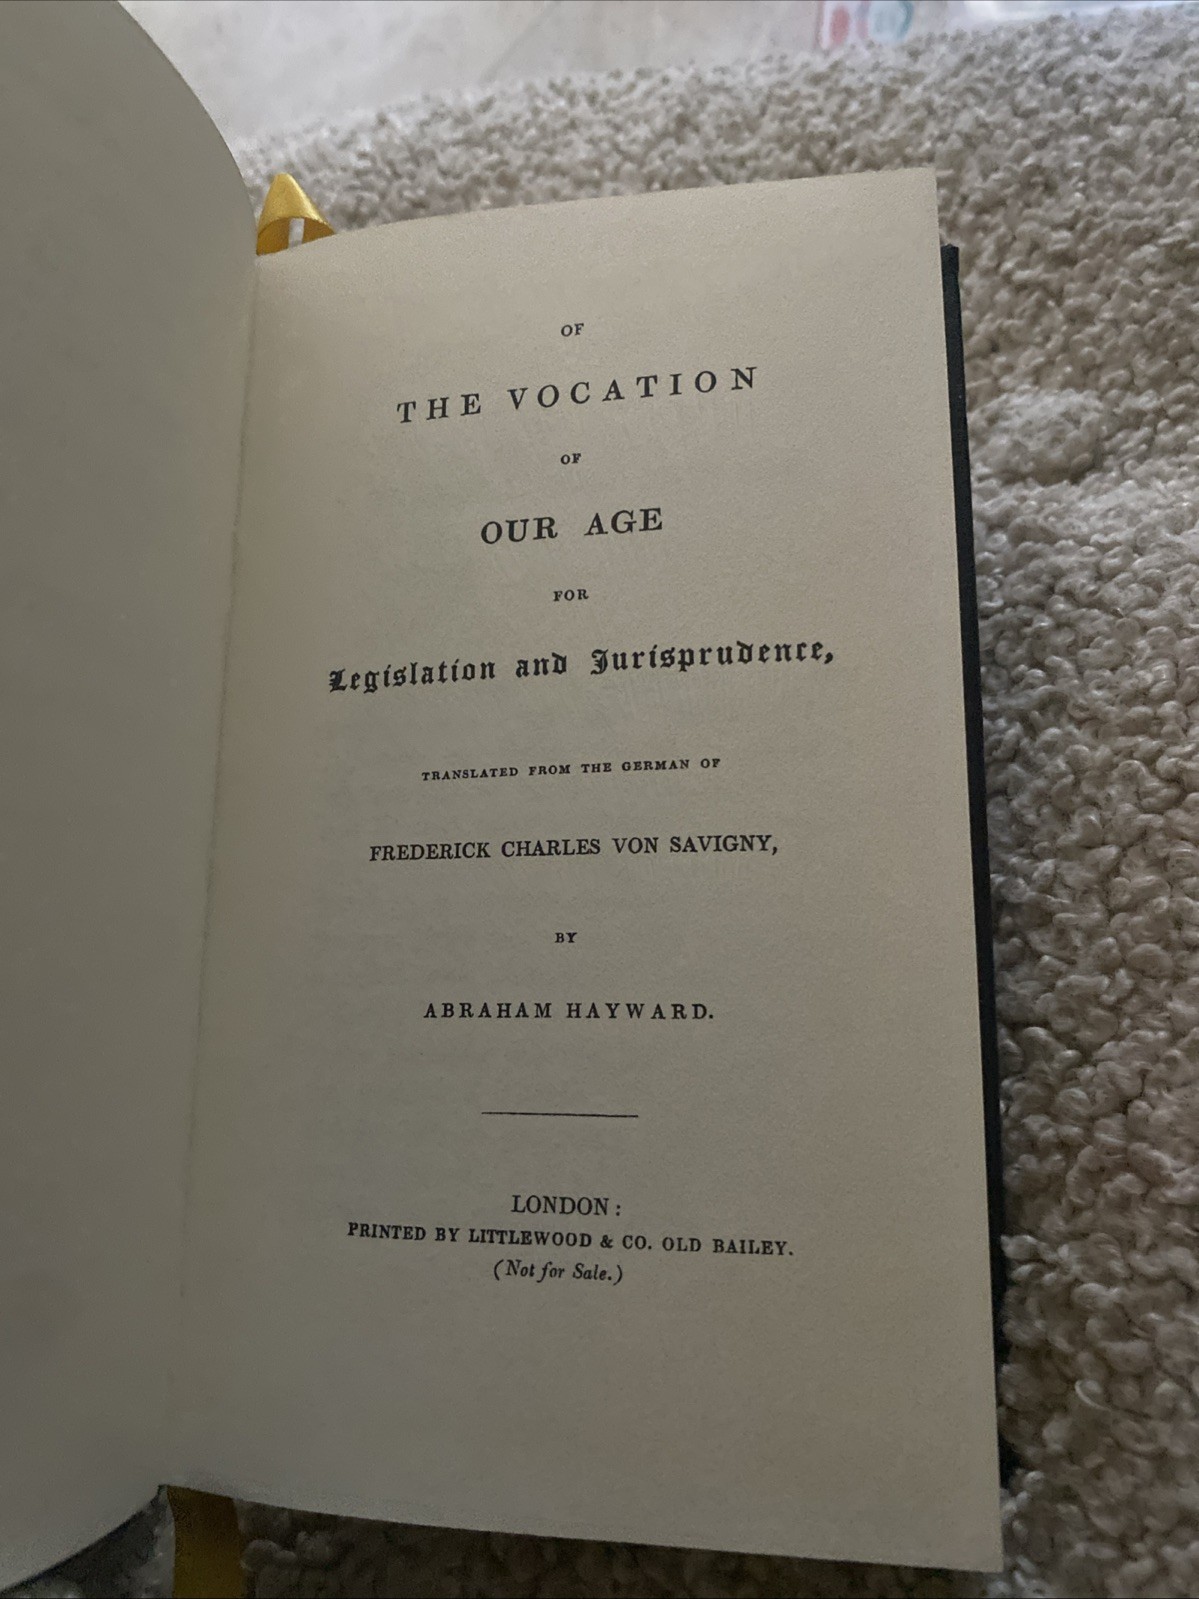 OF
THE VOCATION
OF
OUR AGE
FOR
Legislation and Jurisprudence,
TRANSLATED FROM THE GERMAN OF
FREDERICK CHARLES VON SAVIGNY,
BY
ABRAHAM HAYWARD.
LONDON:
PRINTED BY LITTLEWOOD & CO. OLD BAILEY.
(Not for Sale.)